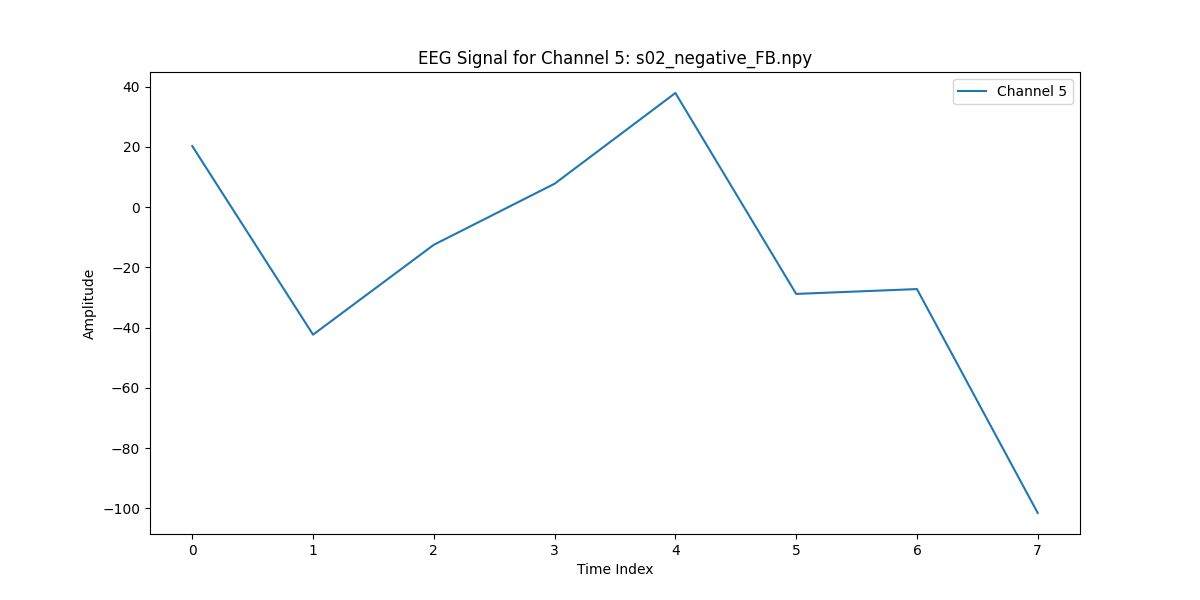 EEG Signal for Channel 5: s02_negative_FB.npy
Channel 5
40
20
0
−20
−40
−60
−80
−100
Amplitude
0 1 2 3 4 5 6 7
Time Index